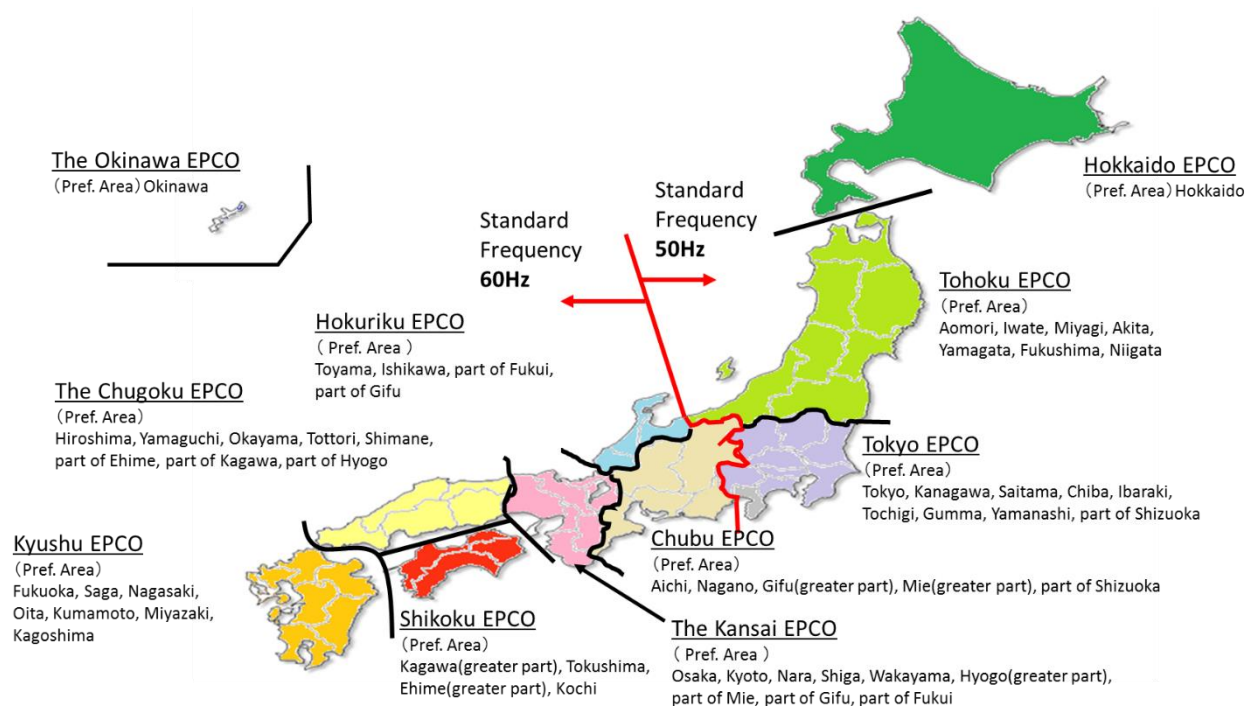 The Okinawa EPCO
(Pref. Area) Okinawa
Hokkaido EPCO
(Pref. Area) Hokkaido
Standard
Frequency
50Hz
Standard
Frequency
60Hz
Tohoku EPCO
(Pref. Area)
Aomori, Iwate, Miyagi, Akita,
Yamagata, Fukushima, Niigata
Hokuriku EPCO
( Pref. Area )
Toyama, Ishikawa, part of Fukui,
part of Gifu
The Chugoku EPCO
(Pref. Area)
Hiroshima, Yamaguchi, Okayama, Tottori, Shimane,
part of Ehime, part of Kagawa, part of Hyogo
Tokyo EPCO
(Pref. Area)
Tokyo, Kanagawa, Saitama, Chiba, Ibaraki,
Tochigi, Gumma, Yamanashi, part of Shizuoka
Kyushu EPCO
(Pref. Area)
Fukuoka, Saga, Nagasaki,
Oita, Kumamoto, Miyazaki,
Kagoshima
Chubu EPCO
(Pref. Area)
Aichi, Nagano, Gifu(greater part), Mie(greater part), part of Shizuoka
Shikoku EPCO
(Pref. Area)
Kagawa(greater part), Tokushima,
Ehime(greater part), Kochi
The Kansai EPCO
( Pref. Area )
Osaka, Kyoto, Nara, Shiga, Wakayama, Hyogo(greater part),
part of Mie, part of Gifu, part of Fukui